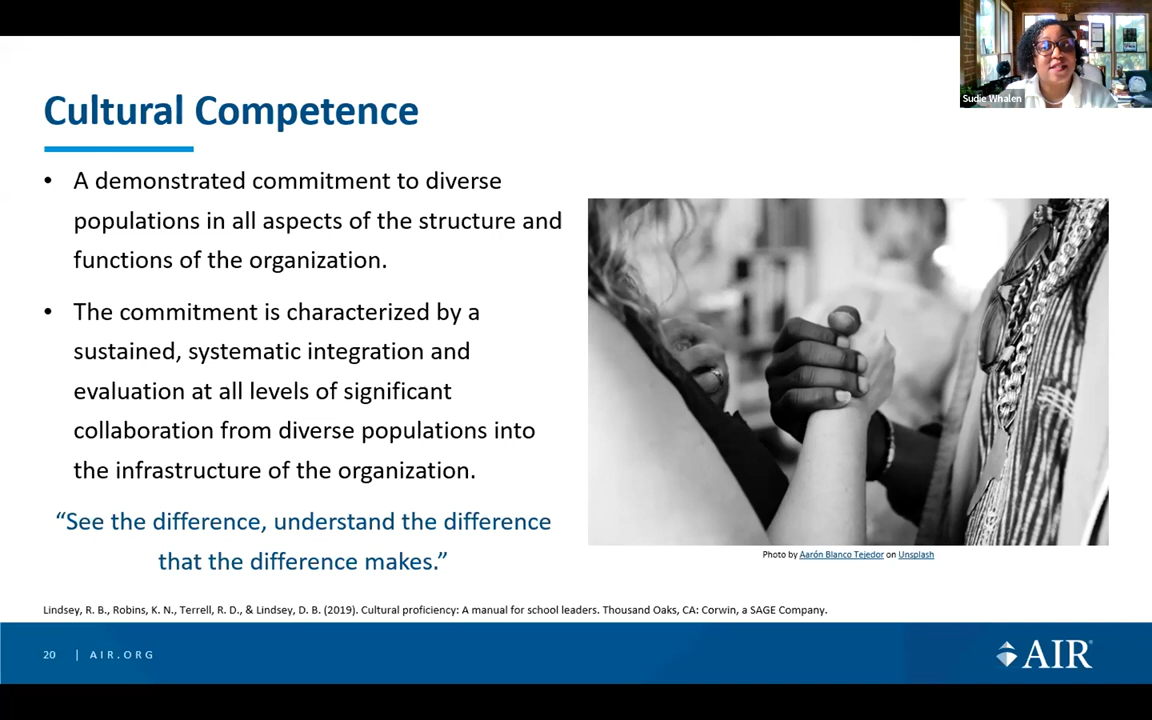 Sudie Whalen
Cultural Competence
• A demonstrated commitment to diverse
populations in all aspects of the structure and
functions of the organization.
• The commitment is characterized by a
sustained, systematic integration and
evaluation at all levels of significant
collaboration from diverse populations into
the infrastructure of the organization.
“See the difference, understand the difference
that the difference makes.”
Photo by Aarón Blanco Tejedor on Unsplash
Lindsey, R. B., Robins, K. N., Terrell, R. D., & Lindsey, D. B. (2019). Cultural proficiency: A manual for school leaders. Thousand Oaks, CA: Corwin, a SAGE Company.
20 | AIR.ORG
AIR®